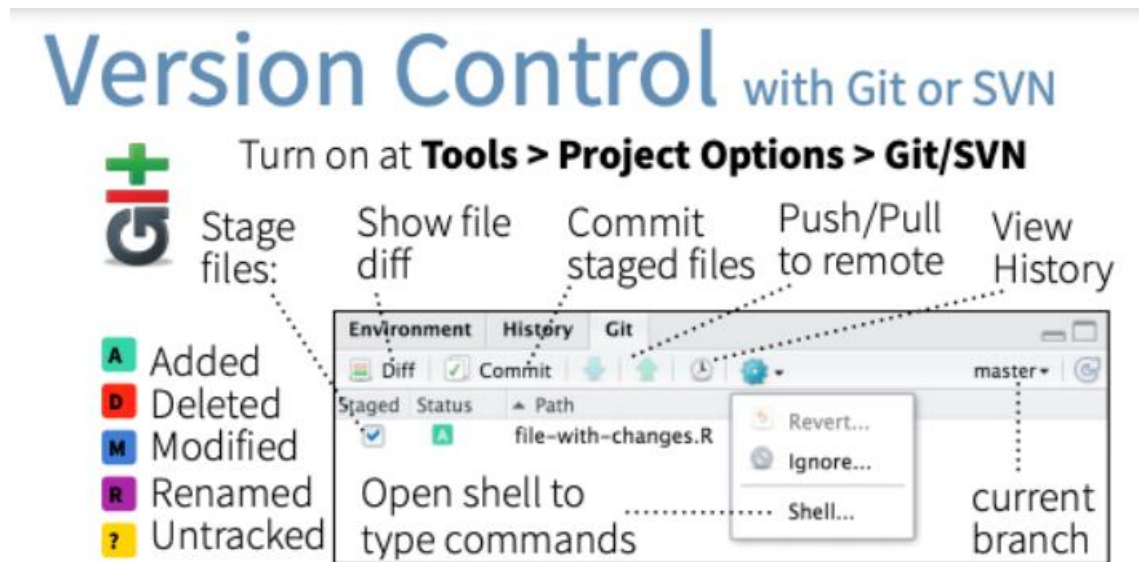 Version Control with Git or SVN
git
Turn on at Tools > Project Options > Git/SVN
Stage
files:
Show file
diff
Commit
staged files
Push/Pull
to remote
View
History
A Added
D Deleted
M Modified
R Renamed
? Untracked
Environment History Git
Diff Commit master
Staged Status Path
A file-with-changes.R
Revert...
Ignore...
Shell...
Open shell to
type commands
current
branch